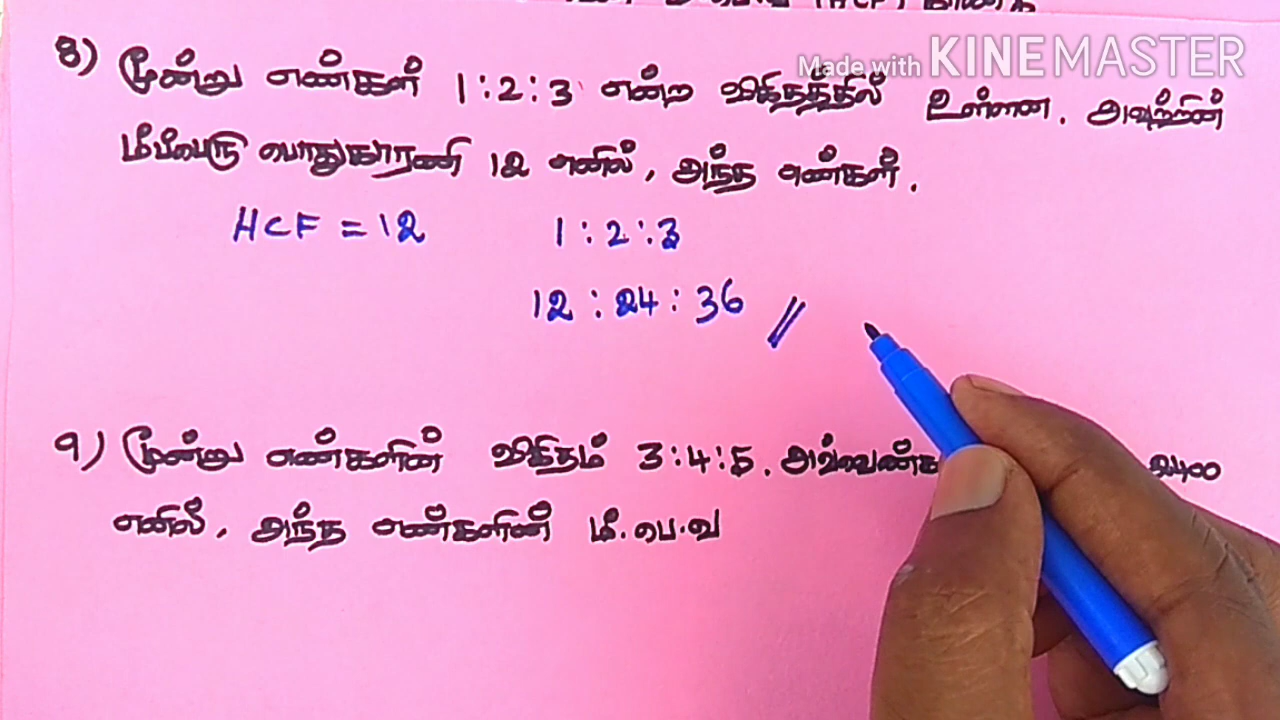 (HCF) காண்க
Made with KINEMASTER
8) மூன்று எண்கள் 1:2:3 என்ற விகிதத்தில் உள்ளன. அவற்றின்
மீப்பெரு பொதுகாரணி 12 எனில், அந்த எண்கள்.
HCF = 12 1:2:3
12 : 24 : 36 //
9) மூன்று எண்களின் விகிதம் 3:4:5. 2400
எனில், அந்த எண்களின் மீ.பெ.வ